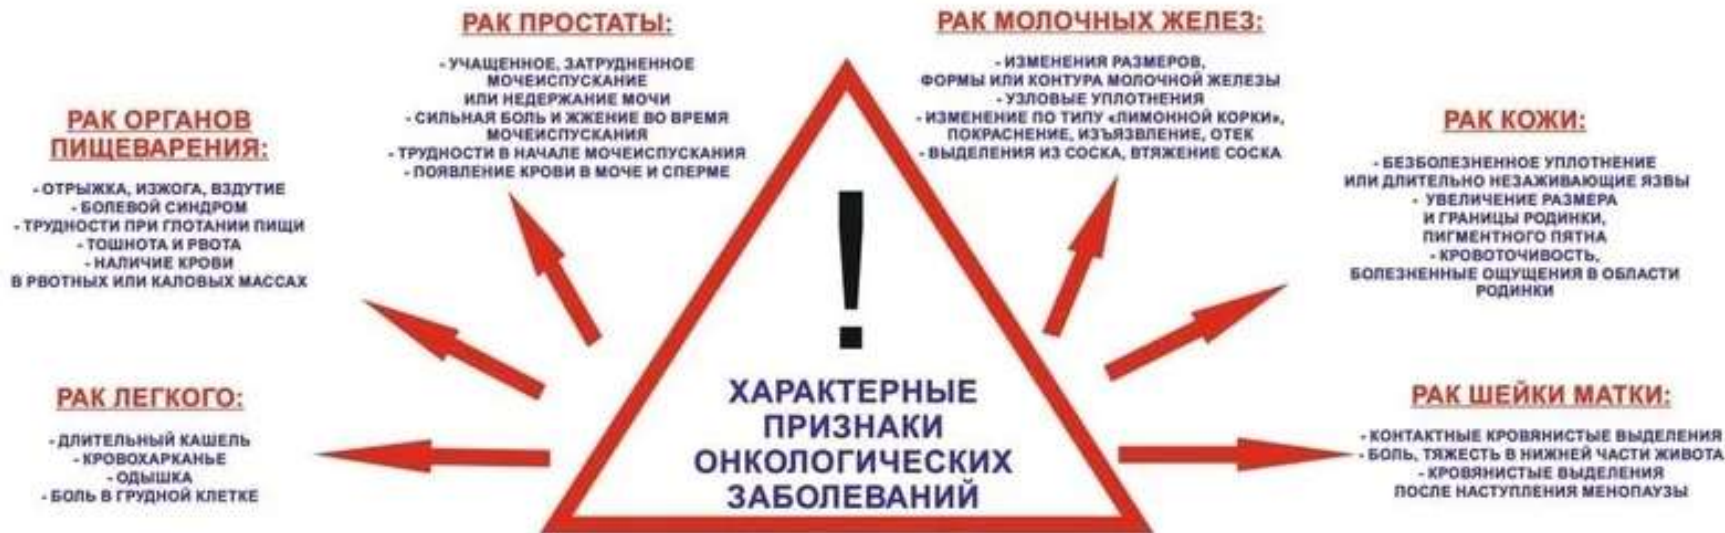 РАК ПРОСТАТЫ:
- УЧАЩЕННОЕ, ЗАТРУДНЕННОЕ
МОЧЕИСПУСКАНИЕ
ИЛИ НЕДЕРЖАНИЕ МОЧИ
- СИЛЬНАЯ БОЛЬ И ЖЖЕНИЕ ВО ВРЕМЯ
МОЧЕИСПУСКАНИЯ
- ТРУДНОСТИ В НАЧАЛЕ МОЧЕИСПУСКАНИЯ
- ПОЯВЛЕНИЕ КРОВИ В МОЧЕ И СПЕРМЕ
РАК МОЛОЧНЫХ ЖЕЛЕЗ:
- ИЗМЕНЕНИЯ РАЗМЕРОВ,
ФОРМЫ ИЛИ КОНТУРА МОЛОЧНОЙ ЖЕЛЕЗЫ
- УЗЛОВЫЕ УПЛОТНЕНИЯ
- ИЗМЕНЕНИЕ ПО ТИПУ «ЛИМОННОЙ КОРКИ»,
ПОКРАСНЕНИЕ, ИЗЪЯЗВЛЕНИЕ, ОТЕК
- ВЫДЕЛЕНИЯ ИЗ СОСКА, ВТЯЖЕНИЕ СОСКА
РАК ОРГАНОВ
ПИЩЕВАРЕНИЯ:
- ОТРЫЖКА, ИЗЖОГА, ВЗДУТИЕ
- БОЛЕВОЙ СИНДРОМ
- ТРУДНОСТИ ПРИ ГЛОТАНИИ ПИЩИ
- ТОШНОТА И РВОТА
- НАЛИЧИЕ КРОВИ
В РВОТНЫХ ИЛИ КАЛОВЫХ МАССАХ
РАК КОЖИ:
- БЕЗБОЛЕЗНЕННОЕ УПЛОТНЕНИЕ
ИЛИ ДЛИТЕЛЬНО НЕЗАЖИВАЮЩИЕ ЯЗВЫ
- УВЕЛИЧЕНИЕ РАЗМЕРА
И ГРАНИЦЫ РОДИНКИ,
ПИГМЕНТНОГО ПЯТНА
- КРОВОТОЧИВОСТЬ,
БОЛЕЗНЕННЫЕ ОЩУЩЕНИЯ В ОБЛАСТИ
РОДИНКИ
РАК ЛЕГКОГО:
- ДЛИТЕЛЬНЫЙ КАШЕЛЬ
- КРОВОХАРКАНЬЕ
- ОДЫШКА
- БОЛЬ В ГРУДНОЙ КЛЕТКЕ
!
ХАРАКТЕРНЫЕ
ПРИЗНАКИ
ОНКОЛОГИЧЕСКИХ
ЗАБОЛЕВАНИЙ
РАК ШЕЙКИ МАТКИ:
- КОНТАКТНЫЕ КРОВЯНИСТЫЕ ВЫДЕЛЕНИЯ
- БОЛЬ, ТЯЖЕСТЬ В НИЖНЕЙ ЧАСТИ ЖИВОТА
- КРОВЯНИСТЫЕ ВЫДЕЛЕНИЯ
ПОСЛЕ НАСТУПЛЕНИЯ МЕНОПАУЗЫ